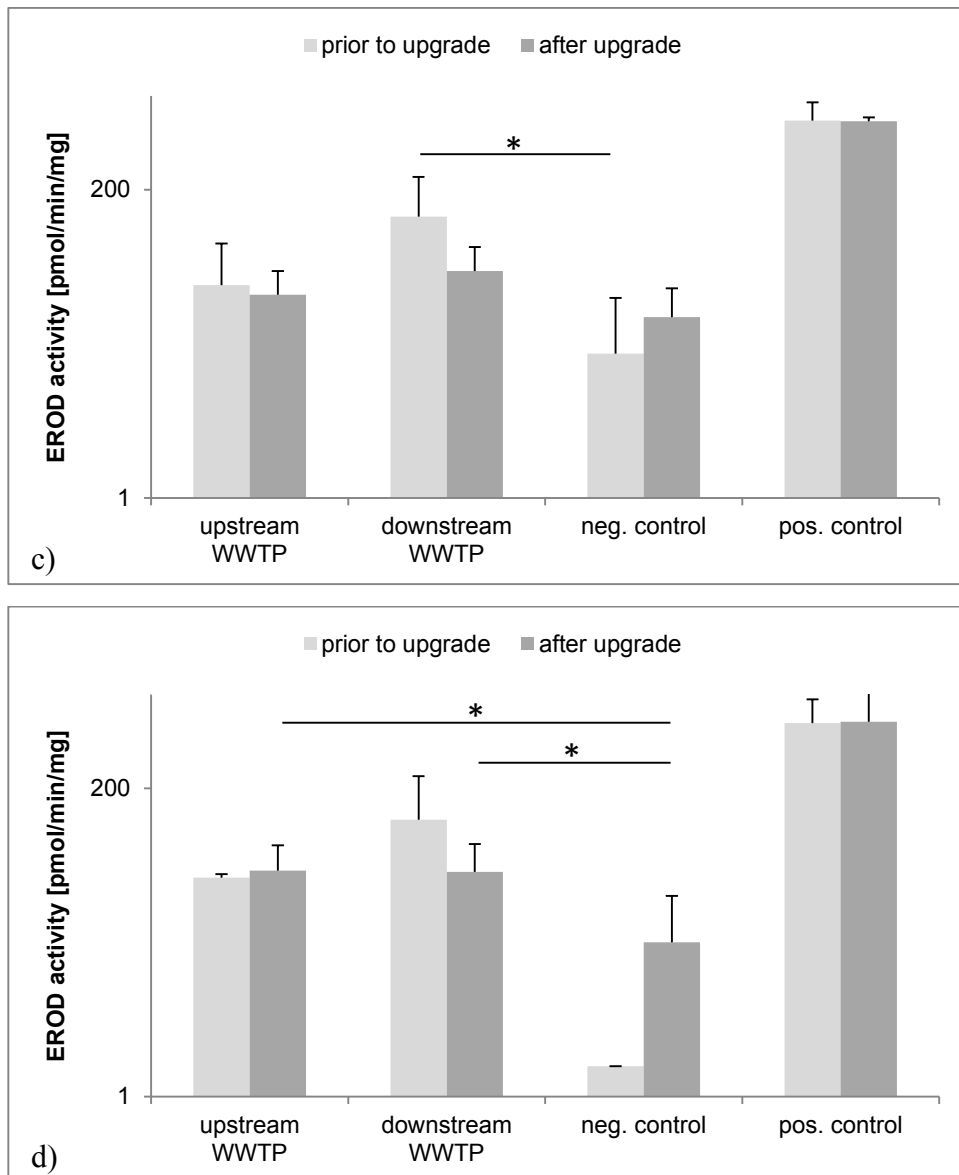 prior to upgrade after upgrade
*
EROD activity [pmol/min/mg]
200
1
upstream WWTP
downstream WWTP
neg. control
pos. control
c)
prior to upgrade after upgrade
*
*
EROD activity [pmol/min/mg]
200
1
upstream WWTP
downstream WWTP
neg. control
pos. control
d)